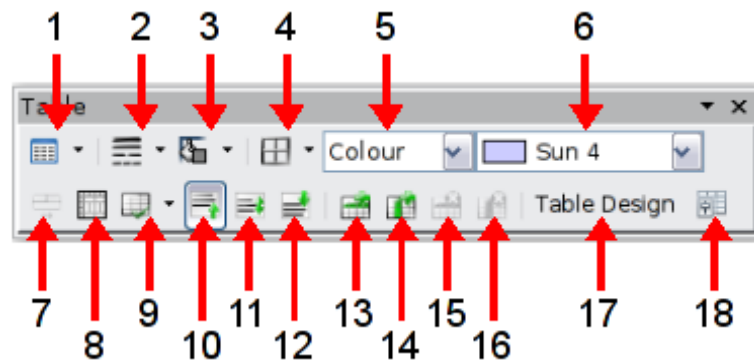 1 2 3 4 5 6
Table
Colour Sun 4
Table Design
7 9 11 13 15 17 18
8 10 12 14 16